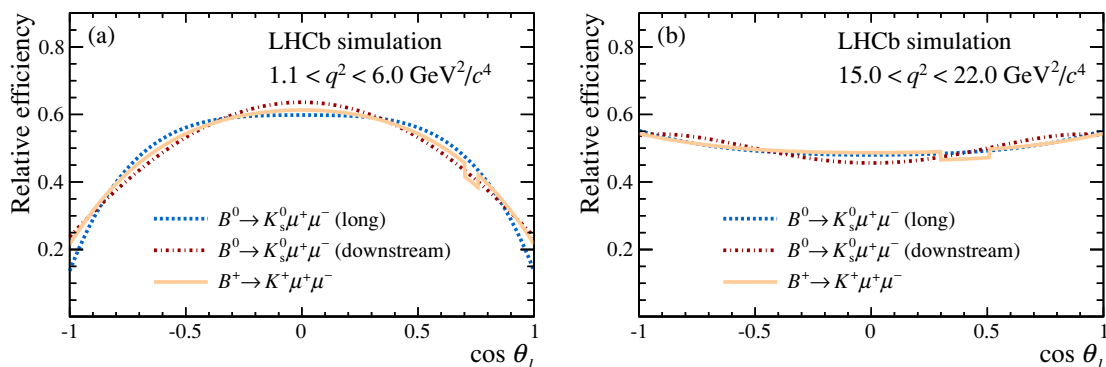 (a)
LHCb simulation
1.1 < q² < 6.0 GeV²/c⁴
Relative efficiency
0.8
0.6
0.4
0.2
B⁰→K⁰ₛμ⁺μ⁻ (long)
B⁰→K⁰ₛμ⁺μ⁻ (downstream)
B⁺→K⁺μ⁺μ⁻
-1 -0.5 0 0.5 1
cos θₗ
(b)
LHCb simulation
15.0 < q² < 22.0 GeV²/c⁴
Relative efficiency
0.8
0.6
0.4
0.2
B⁰→K⁰ₛμ⁺μ⁻ (long)
B⁰→K⁰ₛμ⁺μ⁻ (downstream)
B⁺→K⁺μ⁺μ⁻
-1 -0.5 0 0.5 1
cos θₗ